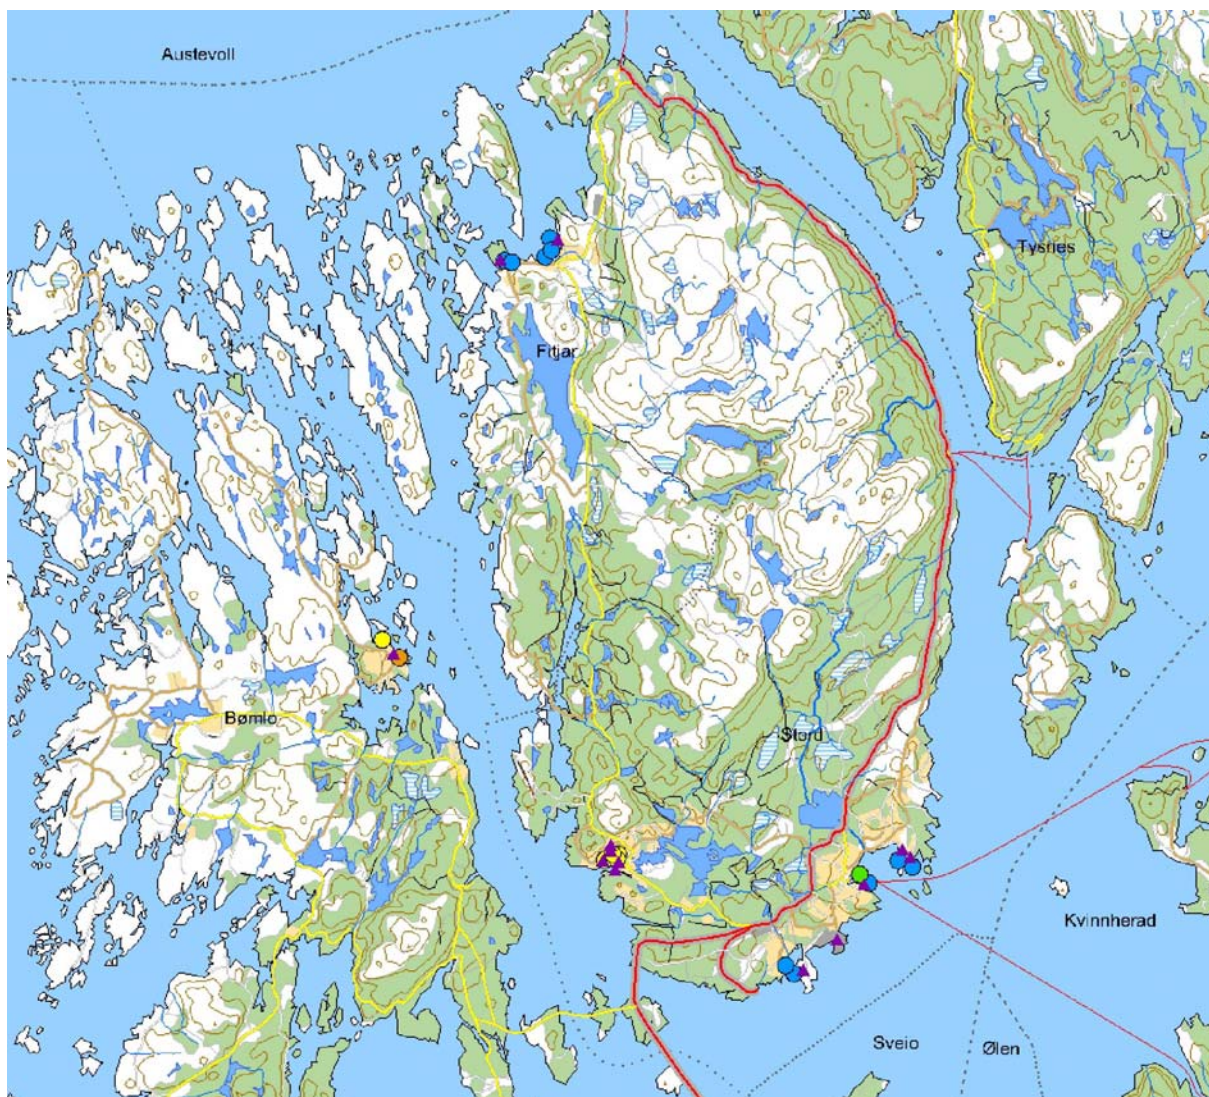 Austevoll
Tysnes
Fitjar
Bømlo
Stord
Kvinnherad
Sveio
Ølen